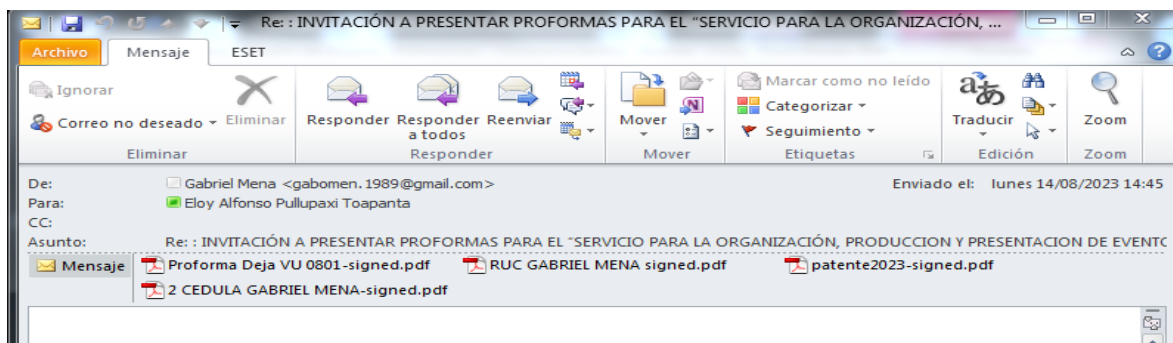 Re: : INVITACIÓN A PRESENTAR PROFORMAS PARA EL "SERVICIO PARA LA ORGANIZACIÓN, ...
Archivo Mensaje ESET
Ignorar
Correo no deseado
Eliminar
Responder Responder a todos Reenviar
Mover
Marcar como no leído
Categorizar
Seguimiento
Traducir
Zoom
Eliminar Responder Mover Etiquetas Edición Zoom
De: Gabriel Mena <gabomen.1989@gmail.com> Enviado el: lunes 14/08/2023 14:45
Para: Eloy Alfonso Pullupaxi Toapanta
CC:
Asunto: Re: : INVITACIÓN A PRESENTAR PROFORMAS PARA EL "SERVICIO PARA LA ORGANIZACIÓN, PRODUCCION Y PRESENTACION DE EVENTO
Mensaje Proforma Deja VU 0801-signed.pdf RUC GABRIEL MENA signed.pdf patente2023-signed.pdf
2 CEDULA GABRIEL MENA-signed.pdf